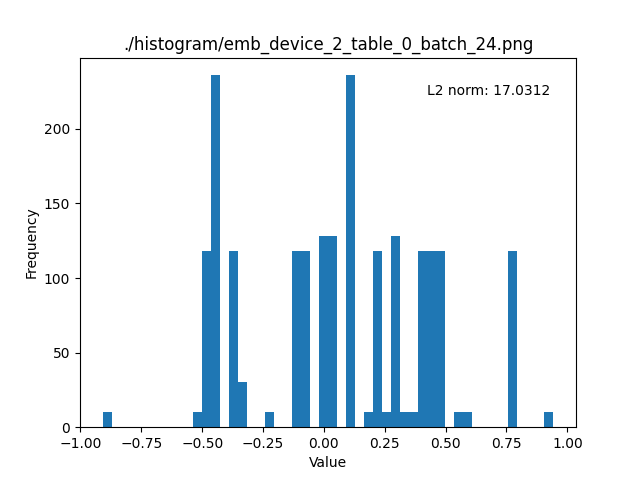 ./histogram/emb_device_2_table_0_batch_24.png
L2 norm: 17.0312
Frequency
200
150
100
50
0
−1.00 −0.75 −0.50 −0.25 0.00 0.25 0.50 0.75 1.00
Value